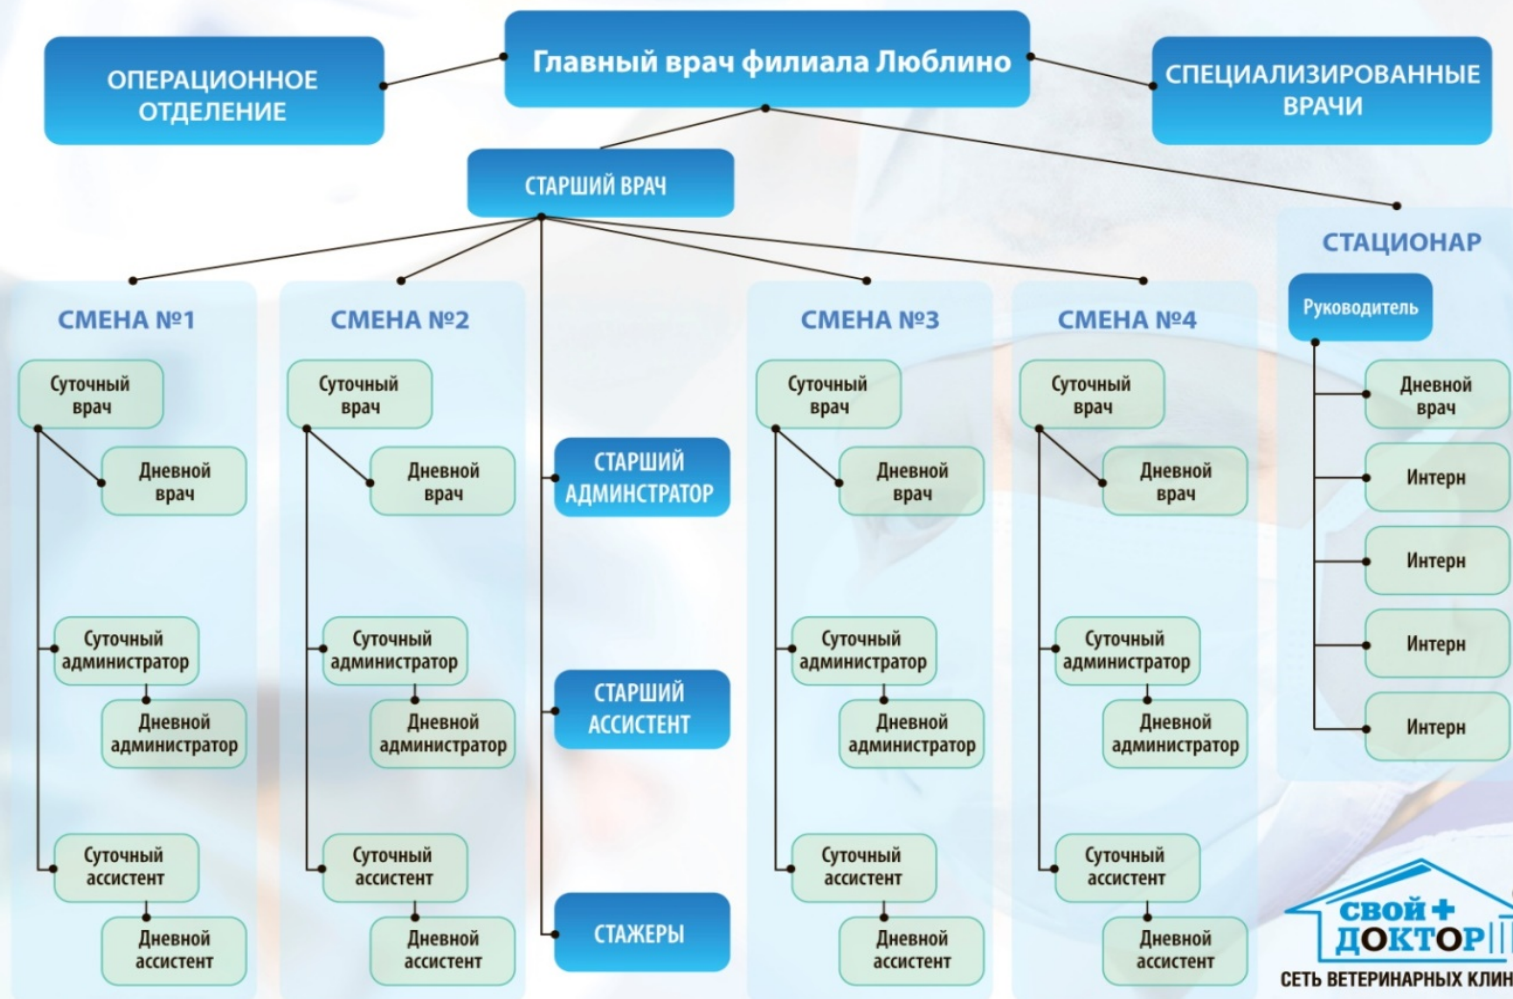 Главный врач филиала Люблино
ОПЕРАЦИОННОЕ
ОТДЕЛЕНИЕ
СПЕЦИАЛИЗИРОВАННЫЕ
ВРАЧИ
СТАРШИЙ ВРАЧ
СМЕНА №1
Суточный
врач
Дневной
врач
Суточный
администратор
Дневной
администратор
Суточный
ассистент
Дневной
ассистент
СМЕНА №2
Суточный
врач
Дневной
врач
Суточный
администратор
Дневной
администратор
Суточный
ассистент
Дневной
ассистент
СТАРШИЙ
АДМИНСТРАТОР
СТАРШИЙ
АССИСТЕНТ
СТАЖЕРЫ
СМЕНА №3
Суточный
врач
Дневной
врач
Суточный
администратор
Дневной
администратор
Суточный
ассистент
Дневной
ассистент
СМЕНА №4
Суточный
врач
Дневной
врач
Суточный
администратор
Дневной
администратор
Суточный
ассистент
Дневной
ассистент
СТАЦИОНАР
Руководитель
Дневной
врач
Интерн
Интерн
Интерн
Интерн
СВОЙ +
ДОКТОР
СЕТЬ ВЕТЕРИНАРНЫХ КЛИН